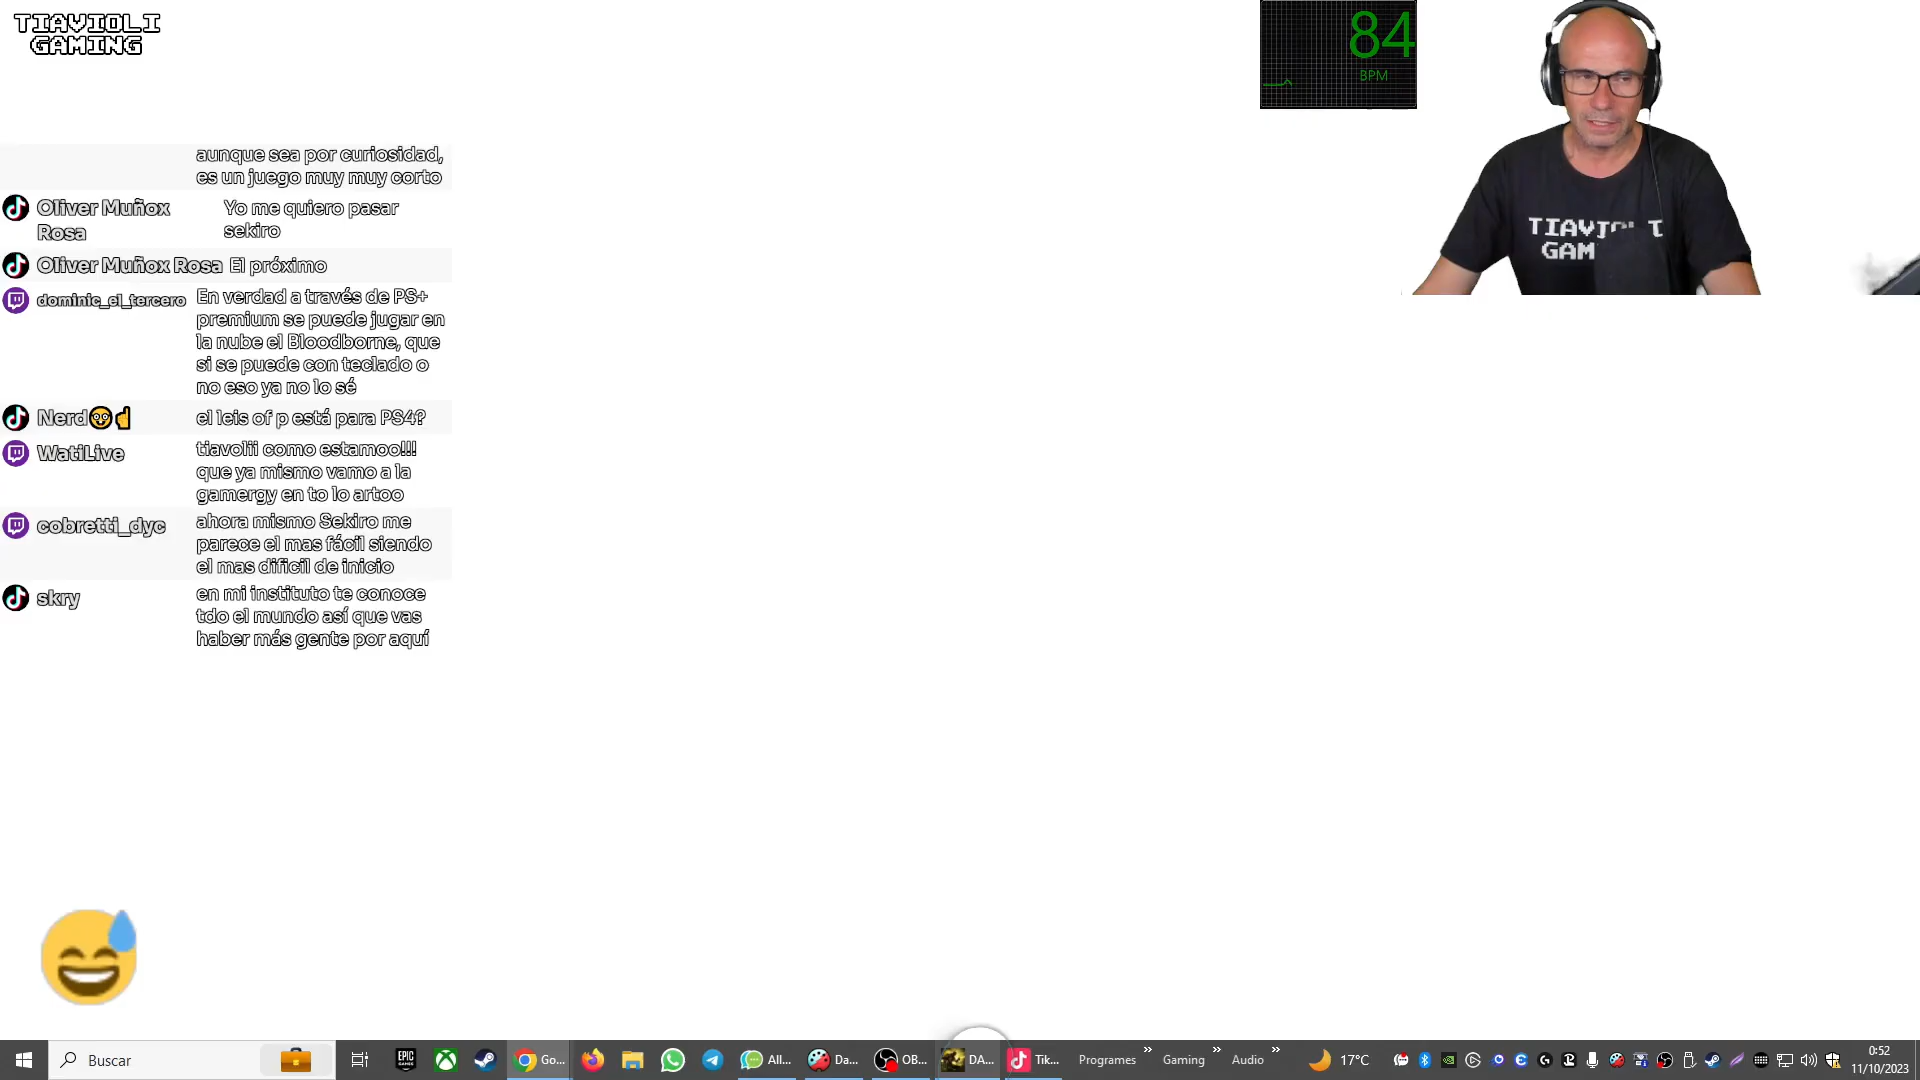 TIAVIOLI
GAMING
84
BPM
TIAVIOLI
GAM
aunque sea por curiosidad,
es un juego muy muy corto
Oliver Muñox
Rosa
Yo me quiero pasar
sekiro
Oliver Muñox Rosa El próximo
dominic_el_tercero
En verdad a través de PS+
premium se puede jugar en
la nube el Bloodborne, que
si se puede con teclado o
no eso ya no lo sé
Nerd🤓☝️ el leis of p está para PS4?
WatiLive
tiavolii como estamoo!!!
que ya mismo vamo a la
gamergy en to lo artoo
cobretti_dyc
ahora mismo Sekiro me
parece el mas fácil siendo
el mas dificil de inicio
skry
en mi instituto te conoce
tdo el mundo así que vas
haber más gente por aquí
Buscar
EPIC
GAMES
Go...
All...
Da...
OB...
DA...
Tik...
Programes »
Gaming »
Audio »
17°C
0:52
11/10/2023